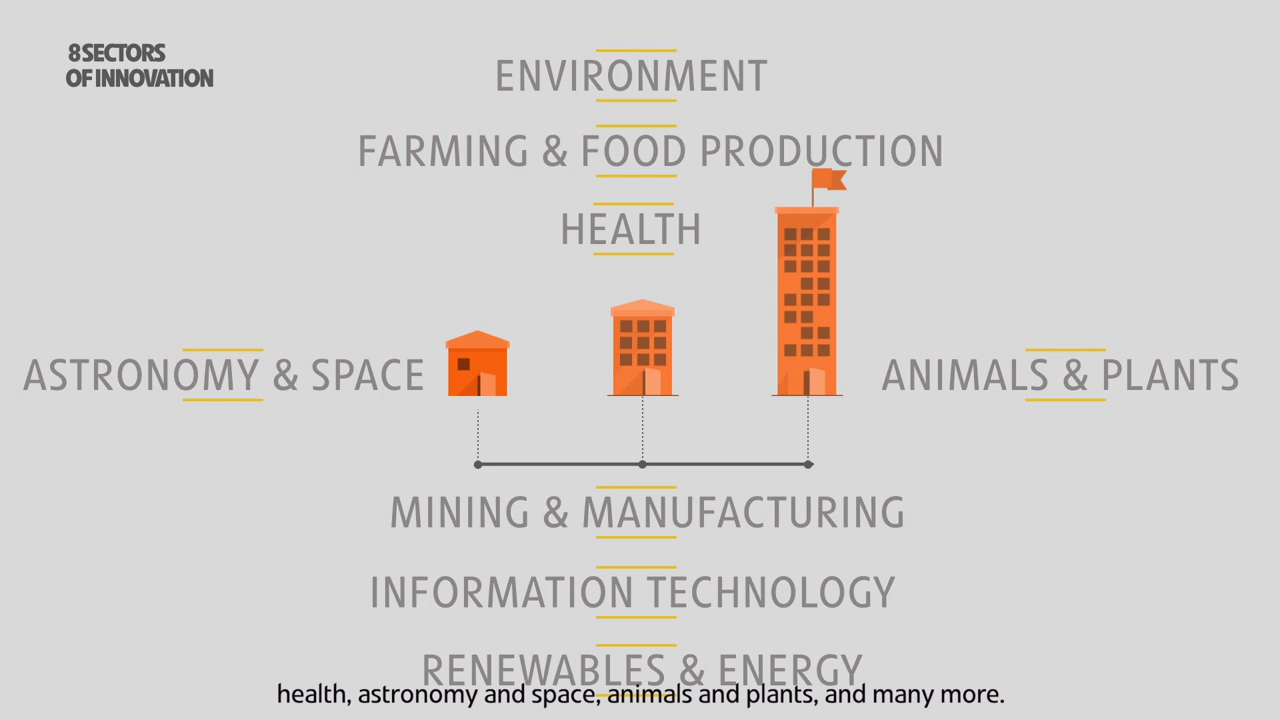 8 SECTORS
OF INNOVATION
ENVIRONMENT
FARMING & FOOD PRODUCTION
HEALTH
ASTRONOMY & SPACE
ANIMALS & PLANTS
MINING & MANUFACTURING
INFORMATION TECHNOLOGY
RENEWABLES & ENERGY
health, astronomy and space, animals and plants, and many more.